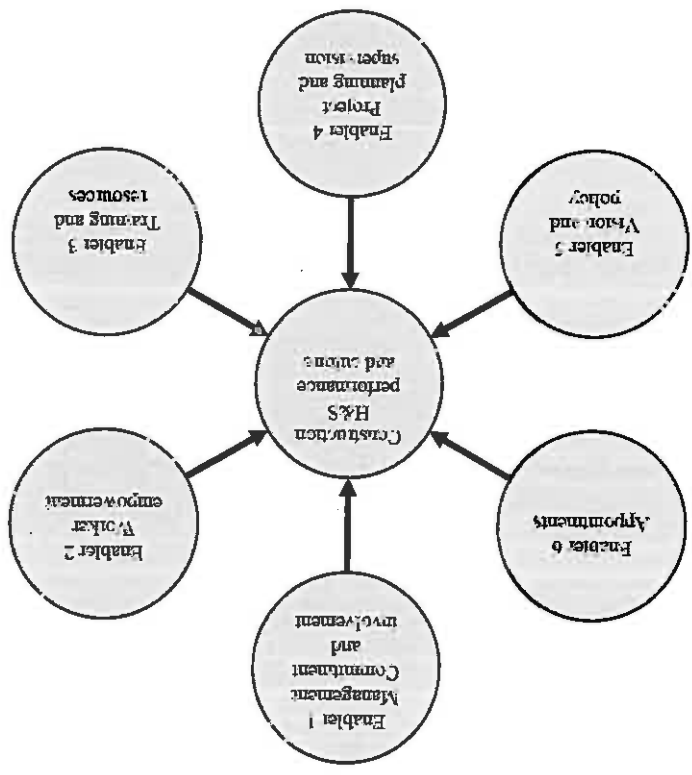 Enabler 1
Management
Commitment
and
involvement
Enabler 6
Appointments
Enabler 2
Worker
empowerment
Construction
H&S
performance
and culture
Enabler 5
Vision and
policy
Enabler 3
Training and
resources
Enabler 4
Project
planning and
supervision